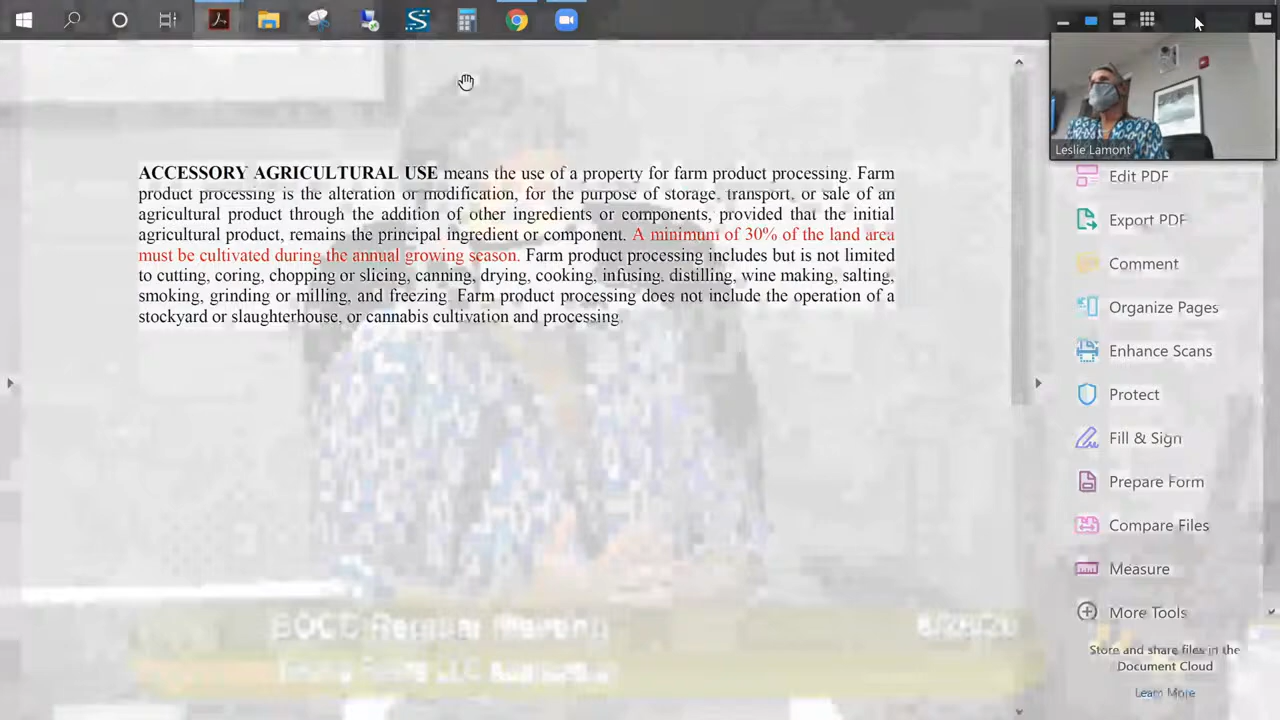 Leslie Lamont
ACCESSORY AGRICULTURAL USE means the use of a property for farm product processing. Farm
product processing is the alteration or modification, for the purpose of storage, transport, or sale of an
agricultural product through the addition of other ingredients or components, provided that the initial
agricultural product, remains the principal ingredient or component. A minimum of 30% of the land area
must be cultivated during the annual growing season. Farm product processing includes but is not limited
to cutting, coring, chopping or slicing, canning, drying, cooking, infusing, distilling, wine making, salting,
smoking, grinding or milling, and freezing. Farm product processing does not include the operation of a
stockyard or slaughterhouse, or cannabis cultivation and processing.
Edit PDF
Export PDF
Comment
Organize Pages
Enhance Scans
Protect
Fill & Sign
Prepare Form
Compare Files
Measure
More Tools
Store and share files in the
Document Cloud
Learn More
BOCC Regular Meeting